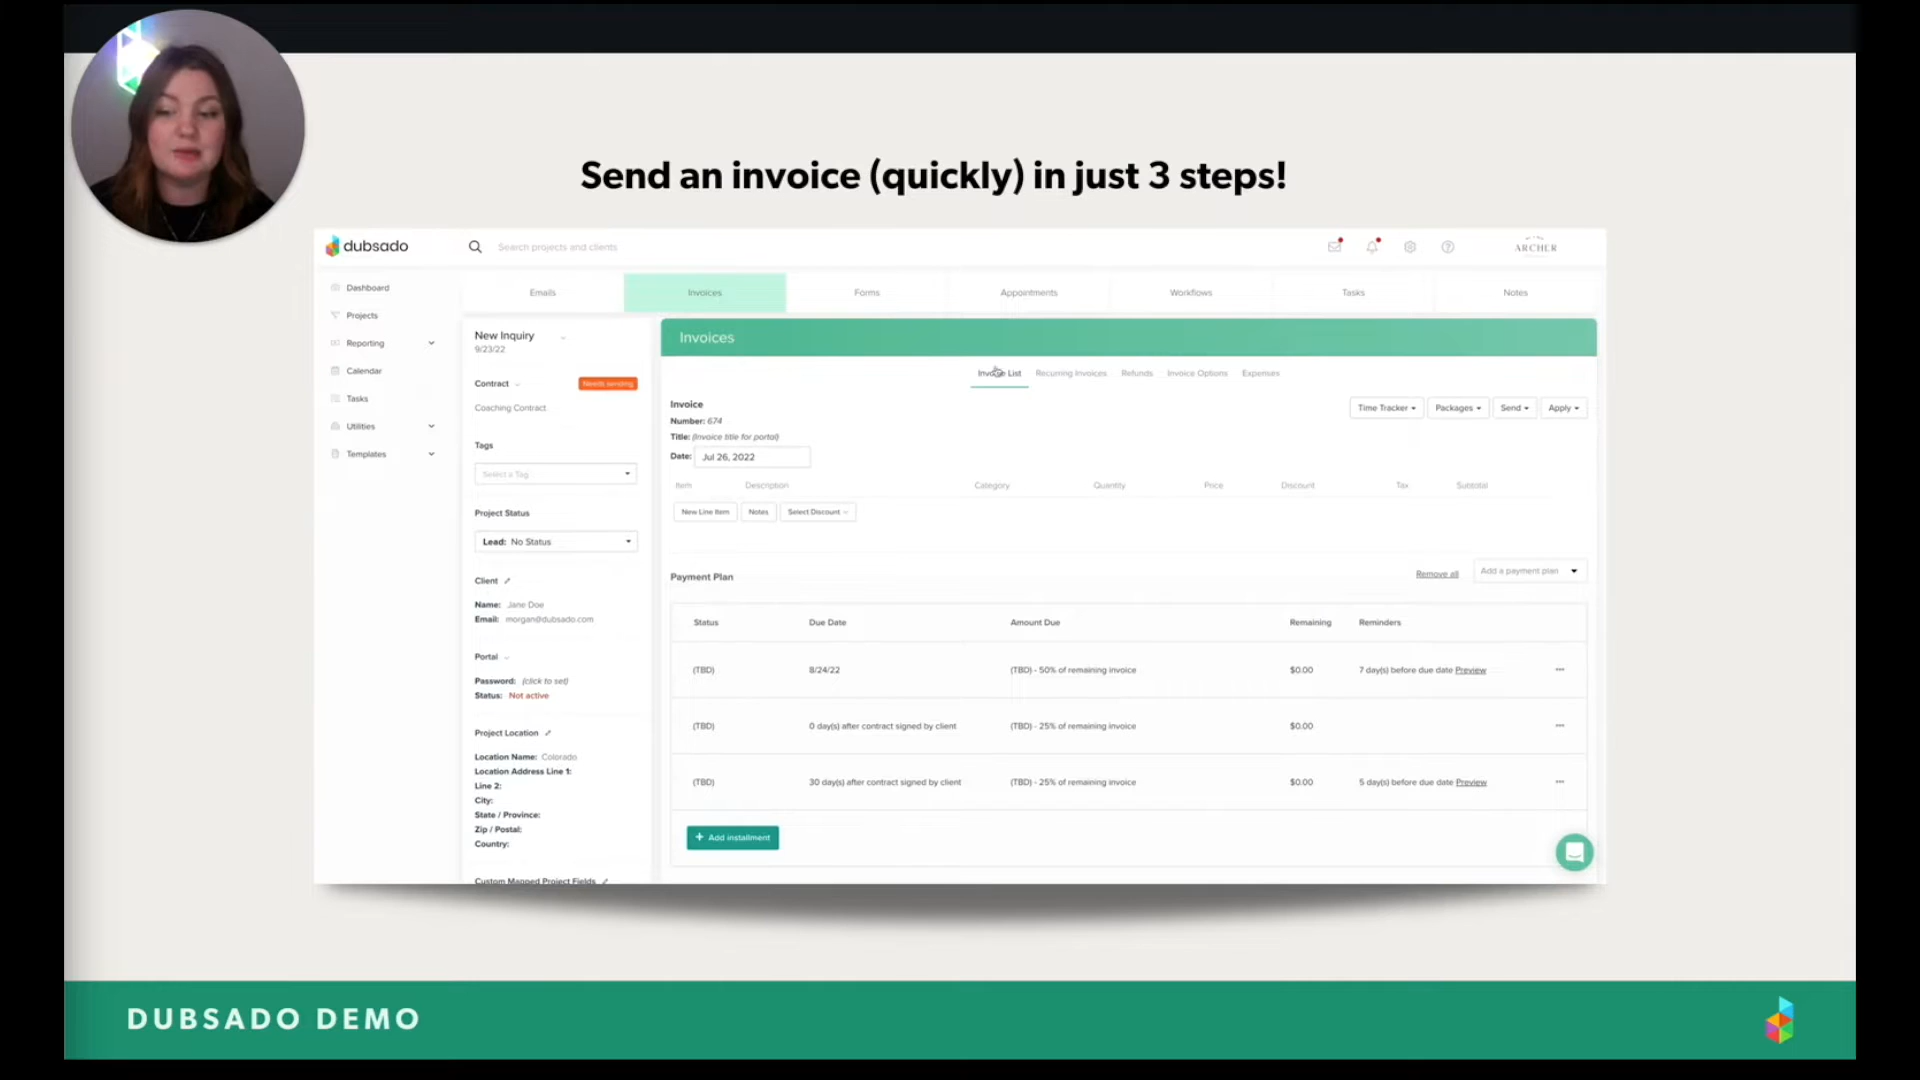 Send an invoice (quickly) in just 3 steps!
dubsado
Search projects and clients
ARCHER
Dashboard
Projects
Reporting
Calendar
Tasks
Utilities
Templates
Emails
Invoices
Forms
Appointments
Workflows
Tasks
Notes
New Inquiry
9/23/22
Contract
Needs sending
Coaching Contract
Tags
Select a Tag
Project Status
Lead: No Status
Client
Name: Jane Doe
Email: morgan@dubsado.com
Portal
Password: (click to set)
Status: Not active
Project Location
Location Name: Colorado
Location Address Line 1:
Line 2:
City:
State / Province:
Zip / Postal:
Country:
Custom Mapped Project Fields
Invoices
Invoice List
Recurring Invoices
Refunds
Invoice Options
Expenses
Invoice
Number: 674
Title: (Invoice title for portal)
Date: Jul 26, 2022
Time Tracker
Packages
Send
Apply
Item Description Category Quantity Price Discount Tax Subtotal
New Line Item
Notes
Select Discount
Payment Plan
Remove all
Add a payment plan
Status Due Date Amount Due Remaining Reminders
(TBD) 8/24/22 (TBD) - 50% of remaining invoice $0.00 7 day(s) before due date Preview
(TBD) 0 day(s) after contract signed by client (TBD) - 25% of remaining invoice $0.00
(TBD) 30 day(s) after contract signed by client (TBD) - 25% of remaining invoice $0.00 5 day(s) before due date Preview
+ Add installment
DUBSADO DEMO